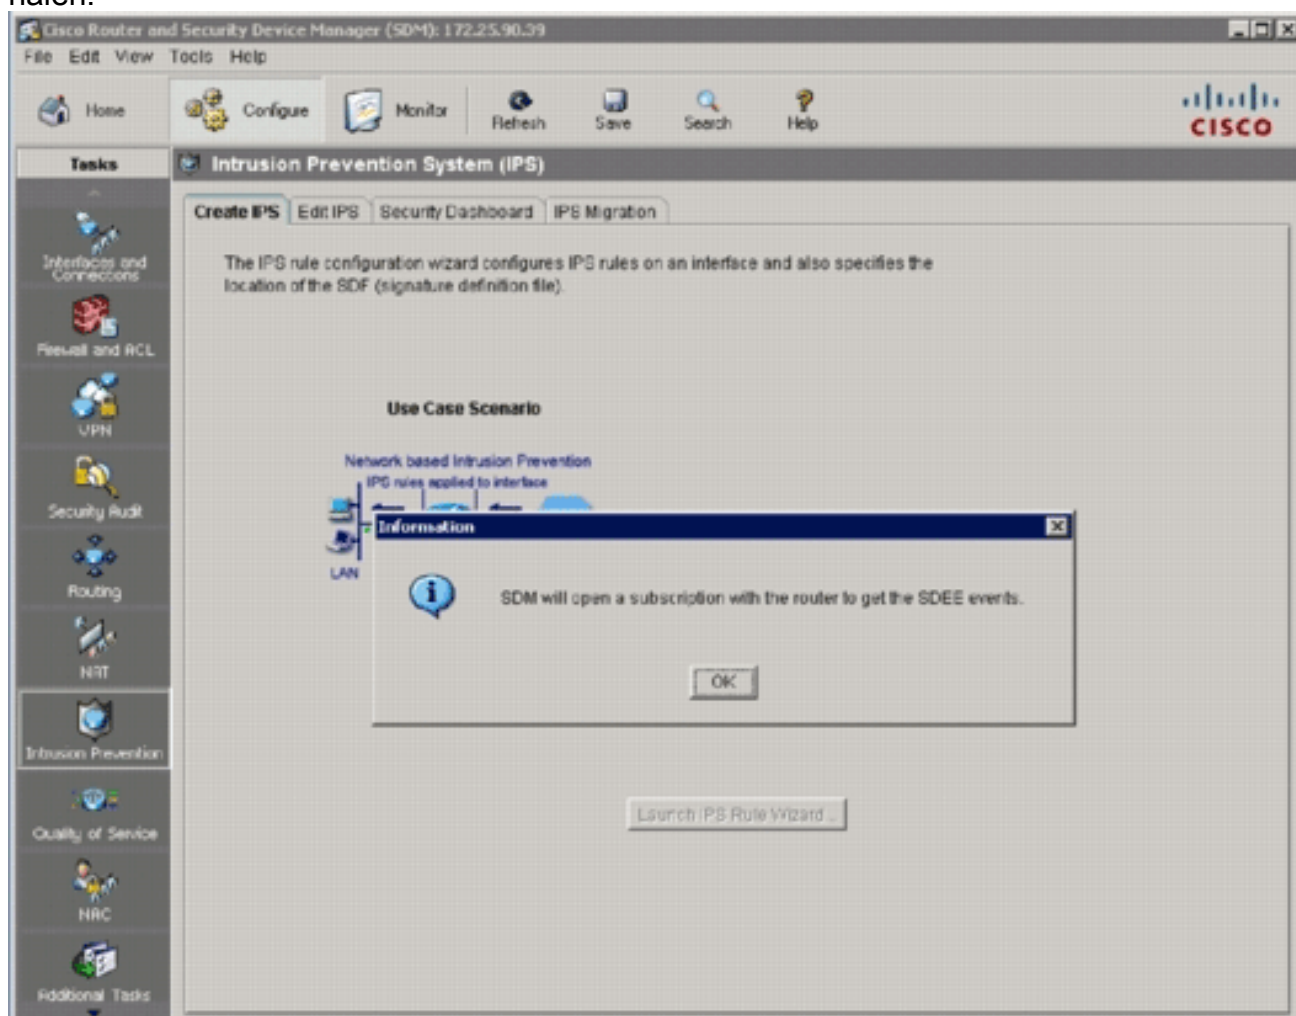 Cisco Router and Security Device Manager (SDM): 172.25.90.39
File Edit View Tools Help
Home Configure Monitor Refresh Save Search Help
CISCO
Tasks
Intrusion Prevention System (IPS)
Create IPS Edit IPS Security Dashboard IPS Migration
The IPS rule configuration wizard configures IPS rules on an interface and also specifies the
location of the SDF (signature definition file).
Interfaces and
Connections
Firewall and ACL
VPN
Security Audit
Routing
NAT
Intrusion Prevention
Quality of Service
NAC
Additional Tasks
Use Case Scenario
Network based Intrusion Prevention
IPS rules applied to interface
LAN
Information
SDM will open a subscription with the router to get the SDEE events.
OK
Launch IPS Rule Wizard...